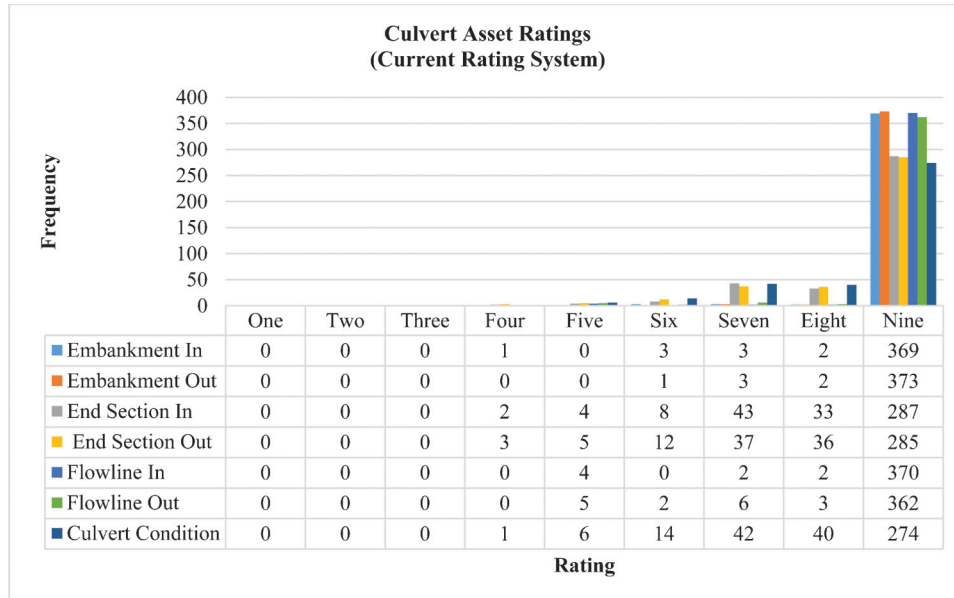 Culvert Asset Ratings
(Current Rating System)
Frequency
400
350
300
250
200
150
100
50
0
One Two Three Four Five Six Seven Eight Nine
Embankment In 0 0 0 1 0 3 3 2 369
Embankment Out 0 0 0 0 0 1 3 2 373
End Section In 0 0 0 2 4 8 43 33 287
End Section Out 0 0 0 3 5 12 37 36 285
Flowline In 0 0 0 0 4 0 2 2 370
Flowline Out 0 0 0 0 5 2 6 3 362
Culvert Condition 0 0 0 1 6 14 42 40 274
Rating